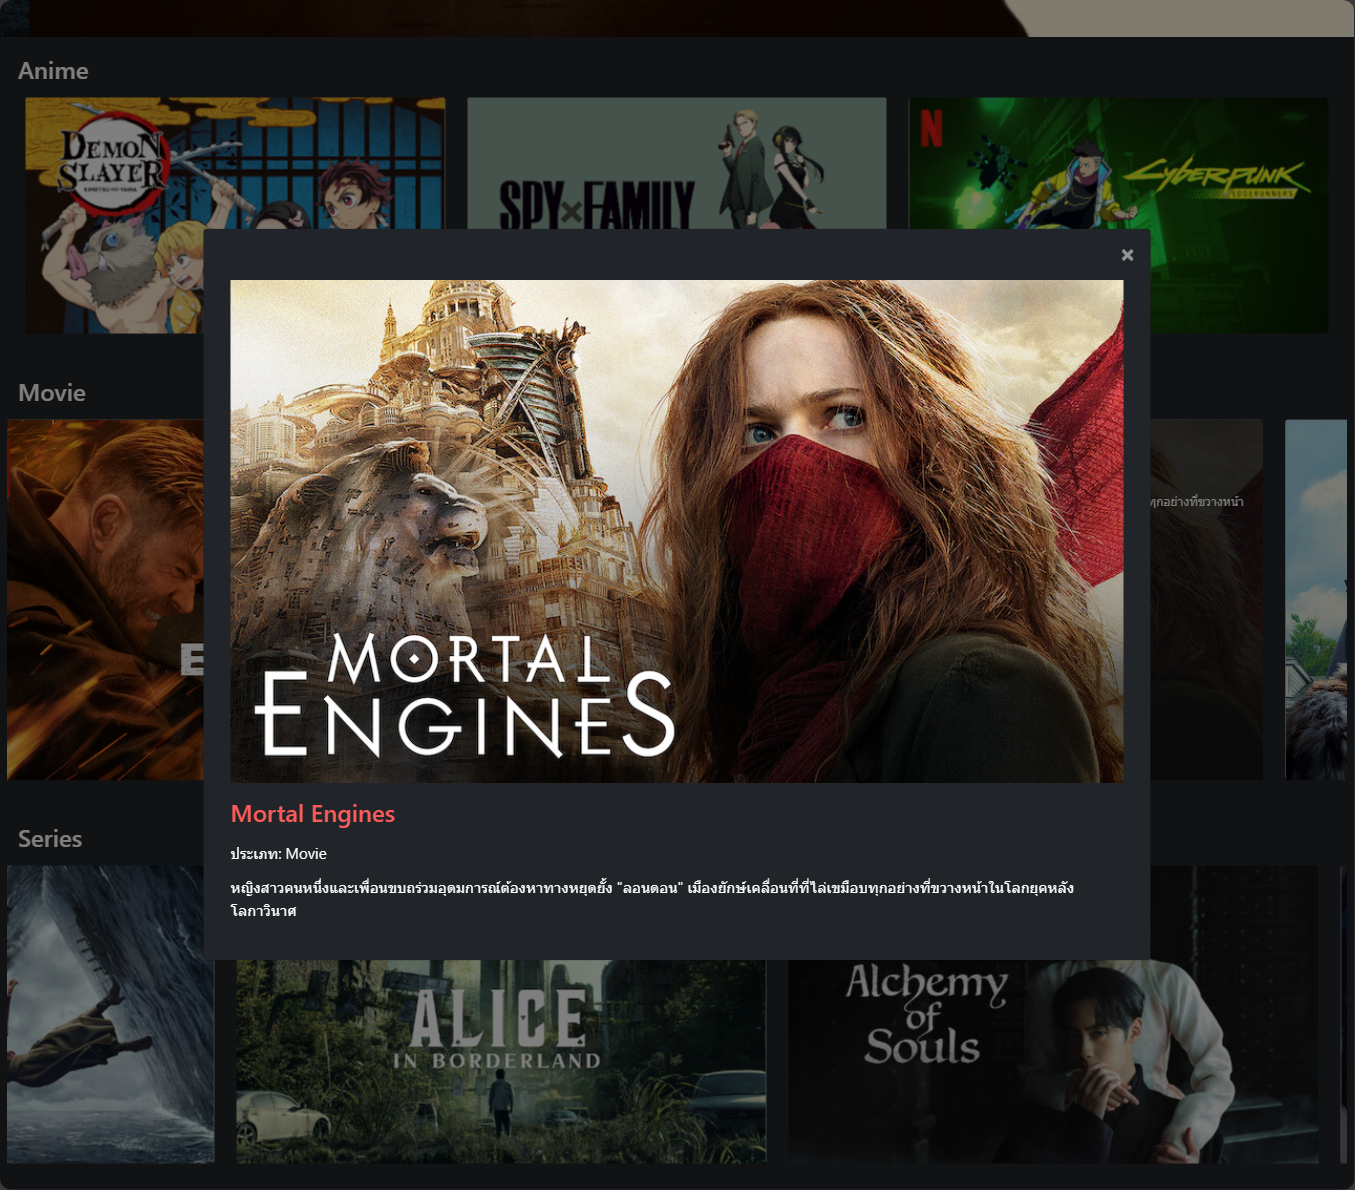 Anime
DEMON
SLAYER
KIMETSU NO YAIBA
SPY×FAMILY
N
CYBERPUNK
EDGERUNNERS
×
MORTAL
ENGINES
Movie
ทุกอย่างที่ขวางหน้า
E
Mortal Engines
ประเภท: Movie
หญิงสาวคนหนึ่งและเพื่อนขบถร่วมอุดมการณ์ต้องหาทางหยุดยั้ง "ลอนดอน" เมืองยักษ์เคลื่อนที่ที่ไล่เขมือบทุกอย่างที่ขวางหน้าในโลกยุคหลัง
โลกาวินาศ
Series
ALICE
IN BORDERLAND
Alchemy
of
Souls